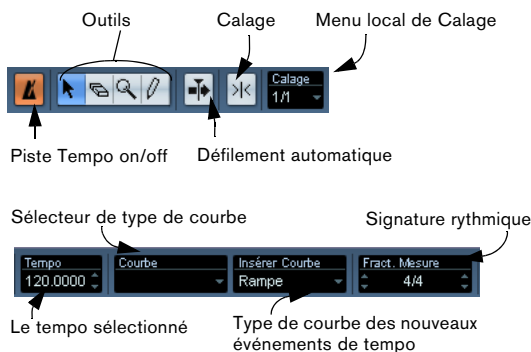 Outils
Calage
Menu local de Calage
Calage
1/1
Piste Tempo on/off
Défilement automatique
Sélecteur de type de courbe
Signature rythmique
Tempo
Courbe
Insérer Courbe
Fract. Mesure
120.0000
Rampe
4/4
Le tempo sélectionné
Type de courbe des nouveaux
événements de tempo